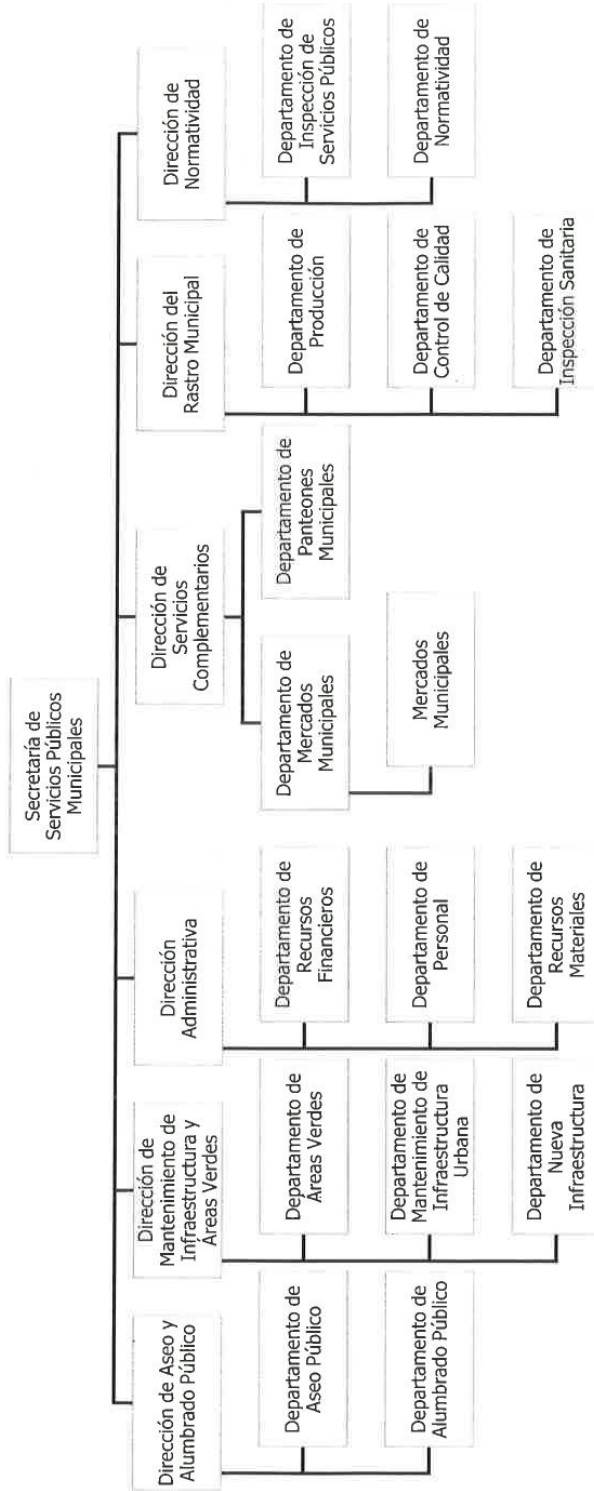 Secretaría de
Servicios Públicos
Municipales
Dirección de Aseo y
Alumbrado Público
Departamento de
Aseo Público
Departamento de
Alumbrado Público
Dirección de
Mantenimiento de
Infraestructura y
Áreas Verdes
Departamento de
Áreas Verdes
Departamento de
Mantenimiento de
Infraestructura
Urbana
Departamento de
Nueva
Infraestructura
Dirección
Administrativa
Departamento de
Recursos
Financieros
Departamento de
Personal
Departamento de
Recursos
Materiales
Dirección de
Servicios
Complementarios
Departamento de
Mercados
Municipales
Mercados
Municipales
Departamento de
Panteones
Municipales
Dirección del
Rastro Municipal
Departamento de
Producción
Departamento de
Control de Calidad
Departamento de
Inspección Sanitaria
Dirección de
Normatividad
Departamento de
Inspección de
Servicios Públicos
Departamento de
Normatividad